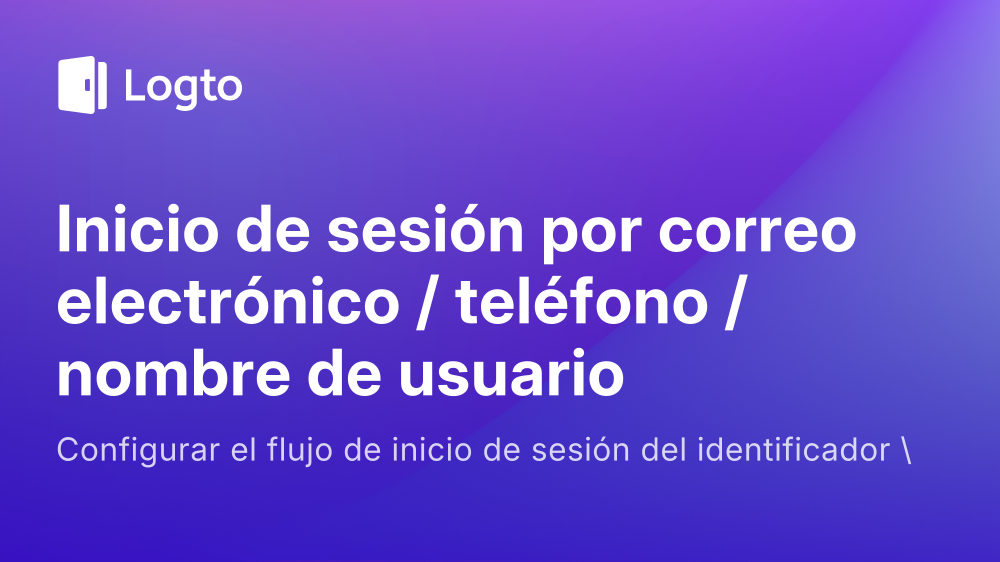 Logto
Inicio de sesión por correo
electrónico / teléfono /
nombre de usuario
Configurar el flujo de inicio de sesión del identificador \